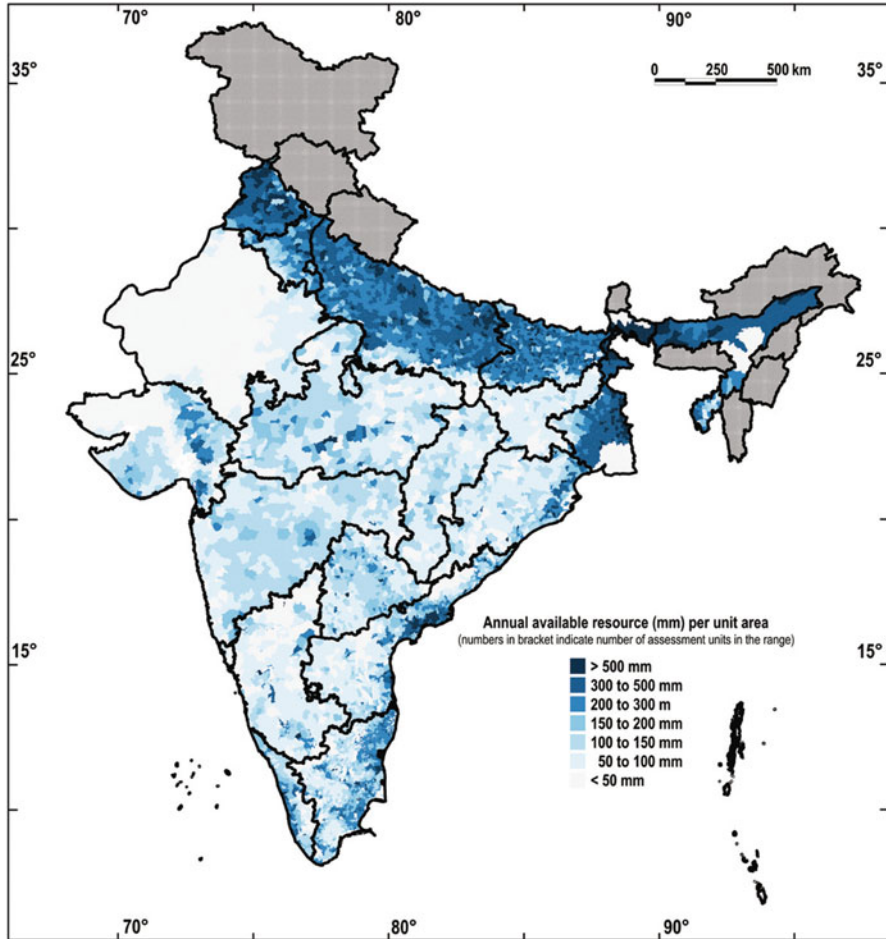 70° 80° 90°
0 250 500 km
35° 35°
25° 25°
15° 15°
Annual available resource (mm) per unit area
(numbers in bracket indicate number of assessment units in the range)
> 500 mm
300 to 500 mm
200 to 300 m
150 to 200 mm
100 to 150 mm
50 to 100 mm
< 50 mm
70° 80° 90°